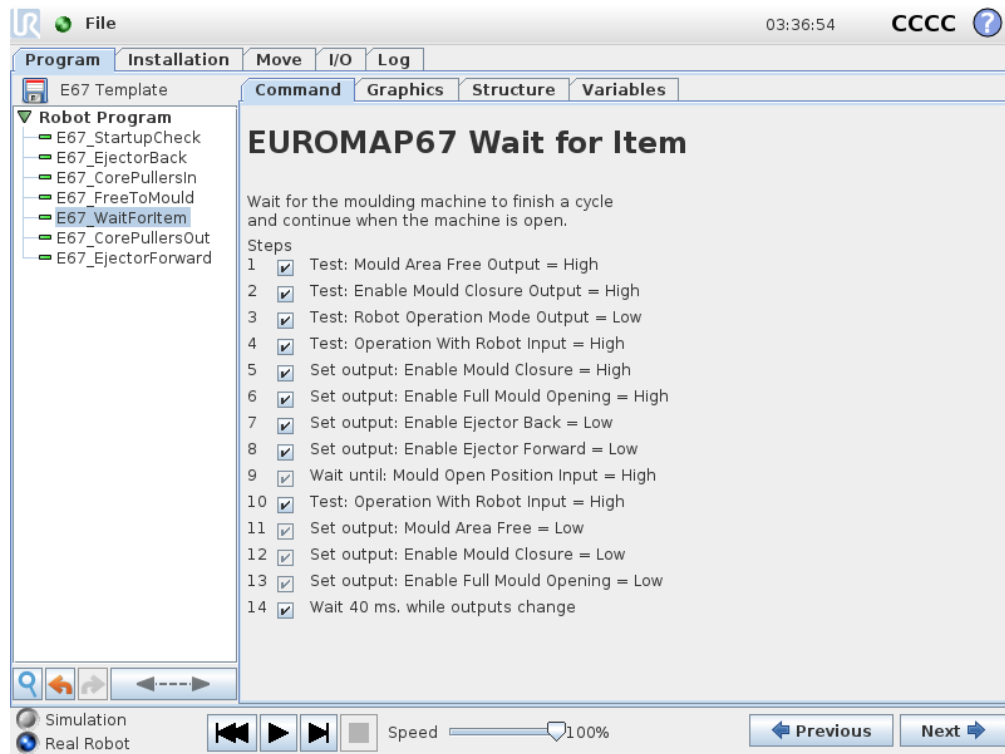 UR File 03:36:54 CCCC ?
Program Installation Move I/O Log
E67 Template
Command Graphics Structure Variables
Robot Program
E67_StartupCheck
E67_EjectorBack
E67_CorePullersIn
E67_FreeToMould
E67_WaitForItem
E67_CorePullersOut
E67_EjectorForward
EUROMAP67 Wait for Item
Wait for the moulding machine to finish a cycle
and continue when the machine is open.
Steps
1 Test: Mould Area Free Output = High
2 Test: Enable Mould Closure Output = High
3 Test: Robot Operation Mode Output = Low
4 Test: Operation With Robot Input = High
5 Set output: Enable Mould Closure = High
6 Set output: Enable Full Mould Opening = High
7 Set output: Enable Ejector Back = Low
8 Set output: Enable Ejector Forward = Low
9 Wait until: Mould Open Position Input = High
10 Test: Operation With Robot Input = High
11 Set output: Mould Area Free = Low
12 Set output: Enable Mould Closure = Low
13 Set output: Enable Full Mould Opening = Low
14 Wait 40 ms. while outputs change
Simulation
Real Robot
Speed 100%
Previous Next